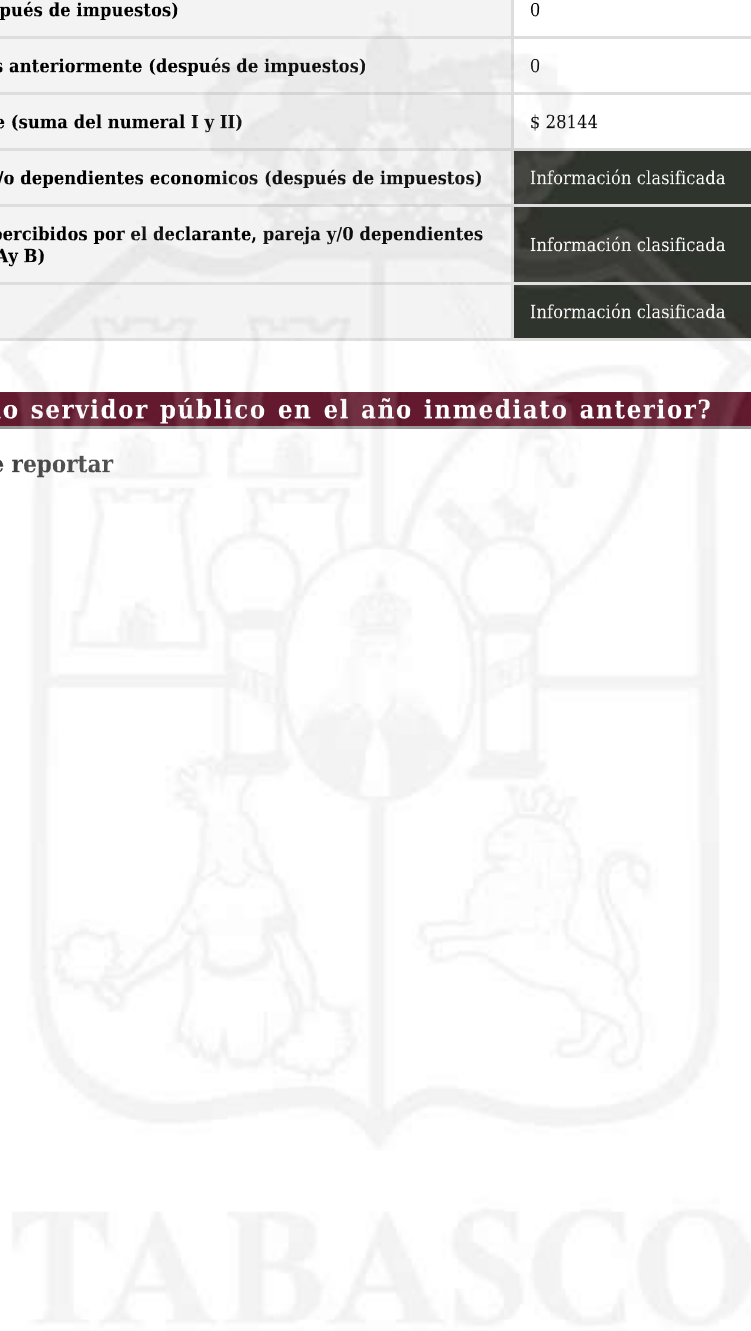 pués de impuestos)
0
s anteriormente (después de impuestos)
0
e (suma del numeral I y II)
$ 28144
/o dependientes economicos (después de impuestos)
Información clasificada
percibidos por el declarante, pareja y/0 dependientes
Ay B)
Información clasificada
Información clasificada
o servidor público en el año inmediato anterior?
e reportar
TABASCO